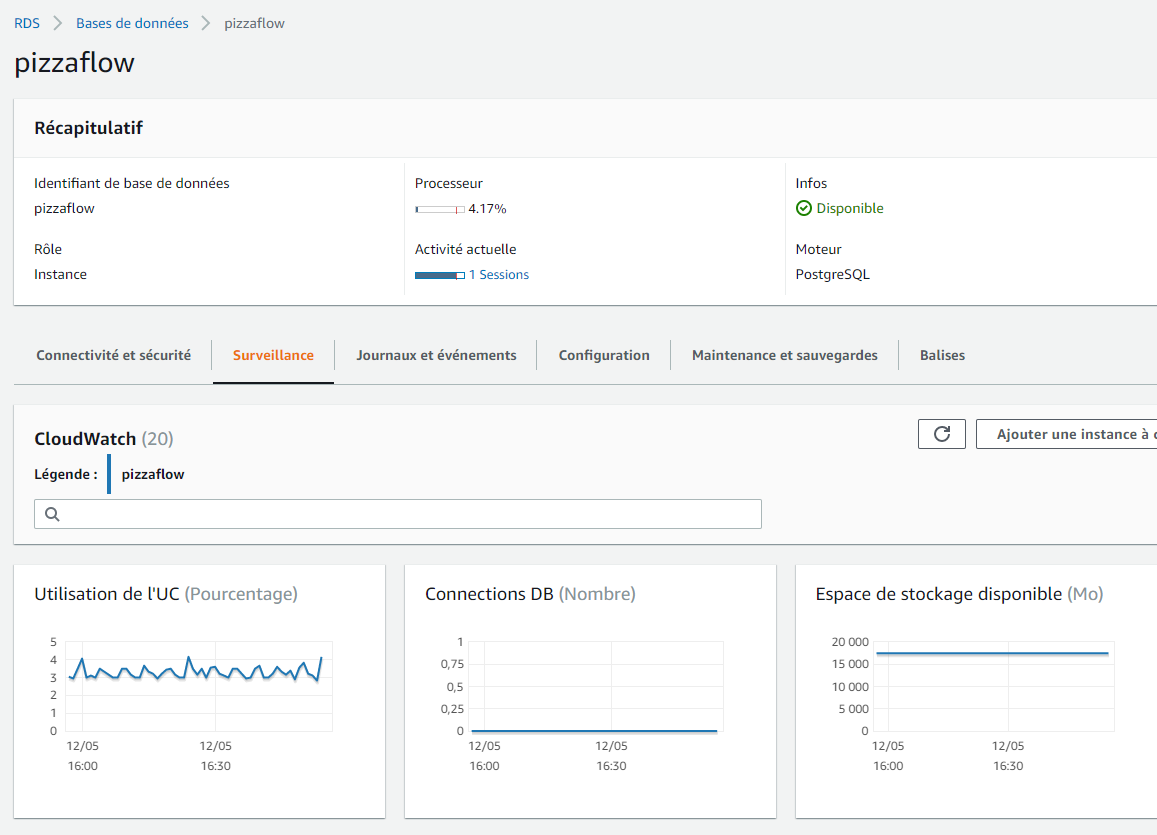 RDS > Bases de données > pizzaflow
pizzaflow
Récapitulatif
Identifiant de base de données
pizzaflow
Processeur
4.17%
Infos
Disponible
Rôle
Instance
Activité actuelle
1 Sessions
Moteur
PostgreSQL
Connectivité et sécurité
Surveillance
Journaux et événements
Configuration
Maintenance et sauvegardes
Balises
CloudWatch (20)
Ajouter une instance à c
Légende :
pizzaflow
Utilisation de l'UC (Pourcentage)
5
4
3
2
1
0
12/05
16:00
12/05
16:30
Connections DB (Nombre)
1
0,75
0,5
0,25
0
12/05
16:00
12/05
16:30
Espace de stockage disponible (Mo)
20 000
15 000
10 000
5 000
0
12/05
16:00
12/05
16:30